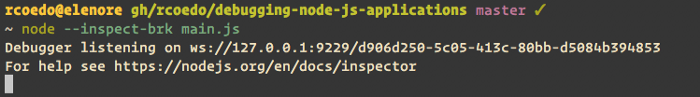 rcoedo@elenore gh/rcoedo/debugging-node-js-applications master ✓
~ node --inspect-brk main.js
Debugger listening on ws://127.0.0.1:9229/d906d250-5c05-413c-80bb-d5084b394853
For help see https://nodejs.org/en/docs/inspector